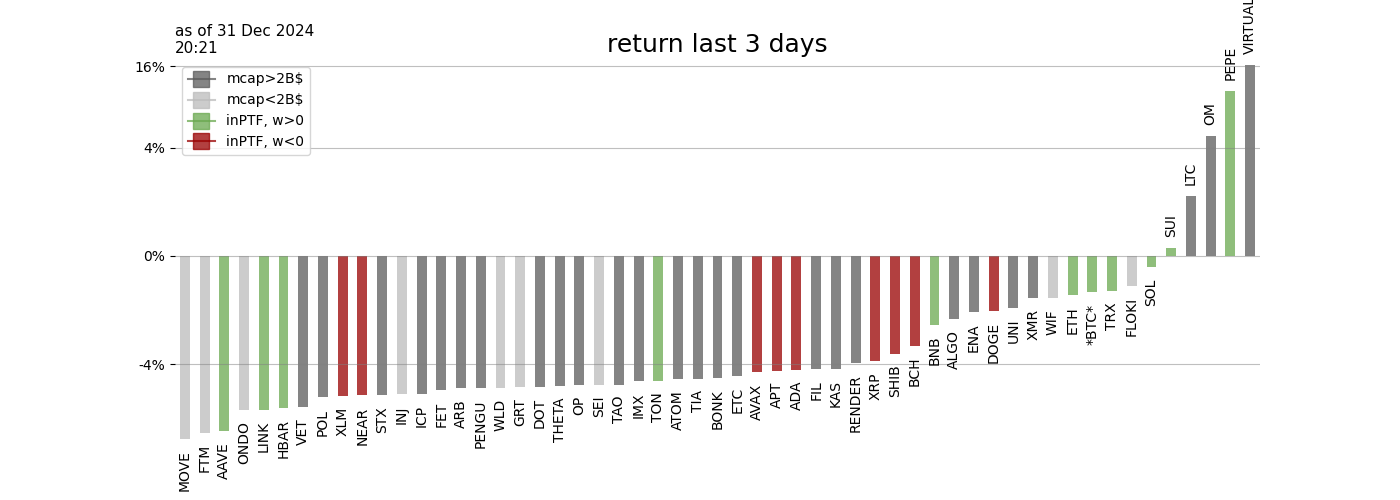 as of 31 Dec 2024
20:21
return last 3 days
16%
4%
0%
-4%
mcap>2B$
mcap<2B$
inPTF, w>0
inPTF, w<0
MOVE
FTM
AAVE
ONDO
LINK
HBAR
VET
POL
XLM
NEAR
STX
INJ
ICP
FET
ARB
PENGU
WLD
GRT
DOT
THETA
OP
SEI
TAO
IMX
TON
ATOM
TIA
BONK
ETC
AVAX
APT
ADA
FIL
KAS
RENDER
XRP
SHIB
BCH
BNB
ALGO
ENA
DOGE
UNI
XMR
WIF
ETH
*BTC*
TRX
FLOKI
SOL
SUI
LTC
OM
PEPE
VIRTUAL